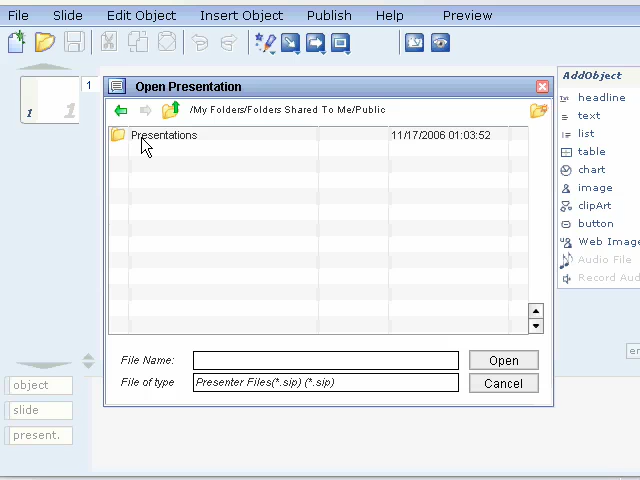 File Slide Edit Object Insert Object Publish Help Preview
1
1 1
Open Presentation
/My Folders/Folders Shared To Me/Public
Presentations 11/17/2006 01:03:52
File Name:
Open
File of type
Presenter Files(*.sip) (*.sip)
Cancel
AddObject
headline
text
list
table
chart
image
clipArt
button
Web Image
Audio File
Record Aud
object
slide
present.